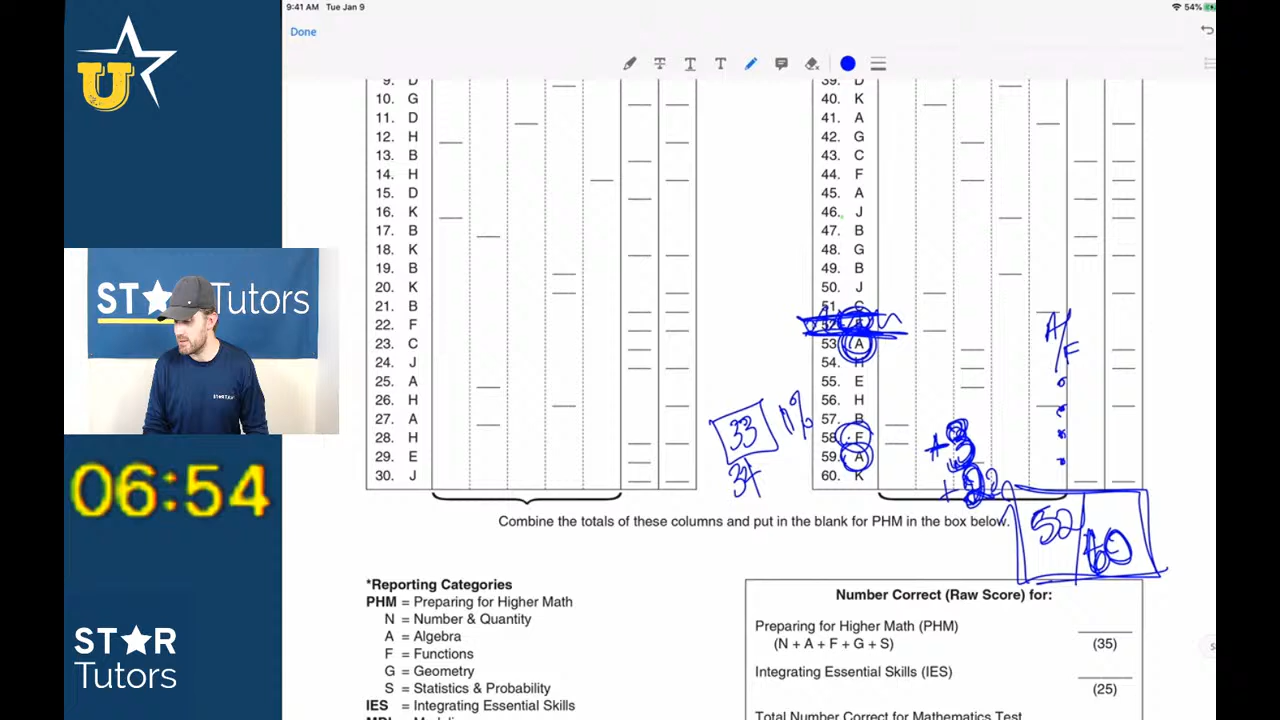 9:41 AM Tue Jan 9
54%
Done
T
U
9. D
10. G
11. D
12. H
13. B
14. H
15. D
16. K
17. B
18. K
19. B
20. K
21. B
22. F
23. C
24. J
25. A
26. H
27. A
28. H
29. E
30. J
39. D
40. K
41. A
42. G
43. C
44. F
45. A
46. J
47. B
48. G
49. B
50. J
51. C
53. A
54. H
55. E
56. H
57. B
58. F
59. A
60. K
A/
F
33
34
52
60
STAR Tutors
06:54
STAR
Tutors
Combine the totals of these columns and put in the blank for PHM in the box below.
*Reporting Categories
PHM = Preparing for Higher Math
N = Number & Quantity
A = Algebra
F = Functions
G = Geometry
S = Statistics & Probability
IES = Integrating Essential Skills
Number Correct (Raw Score) for:
Preparing for Higher Math (PHM)
(N + A + F + G + S)
(35)
Integrating Essential Skills (IES)
(25)
Total Number Correct for Mathematics Test